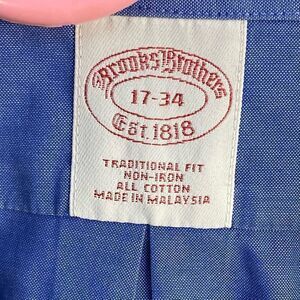 Brooks Brothers
17-34
Est. 1818
TRADITIONAL FIT
NON-IRON
ALL COTTON
MADE IN MALAYSIA